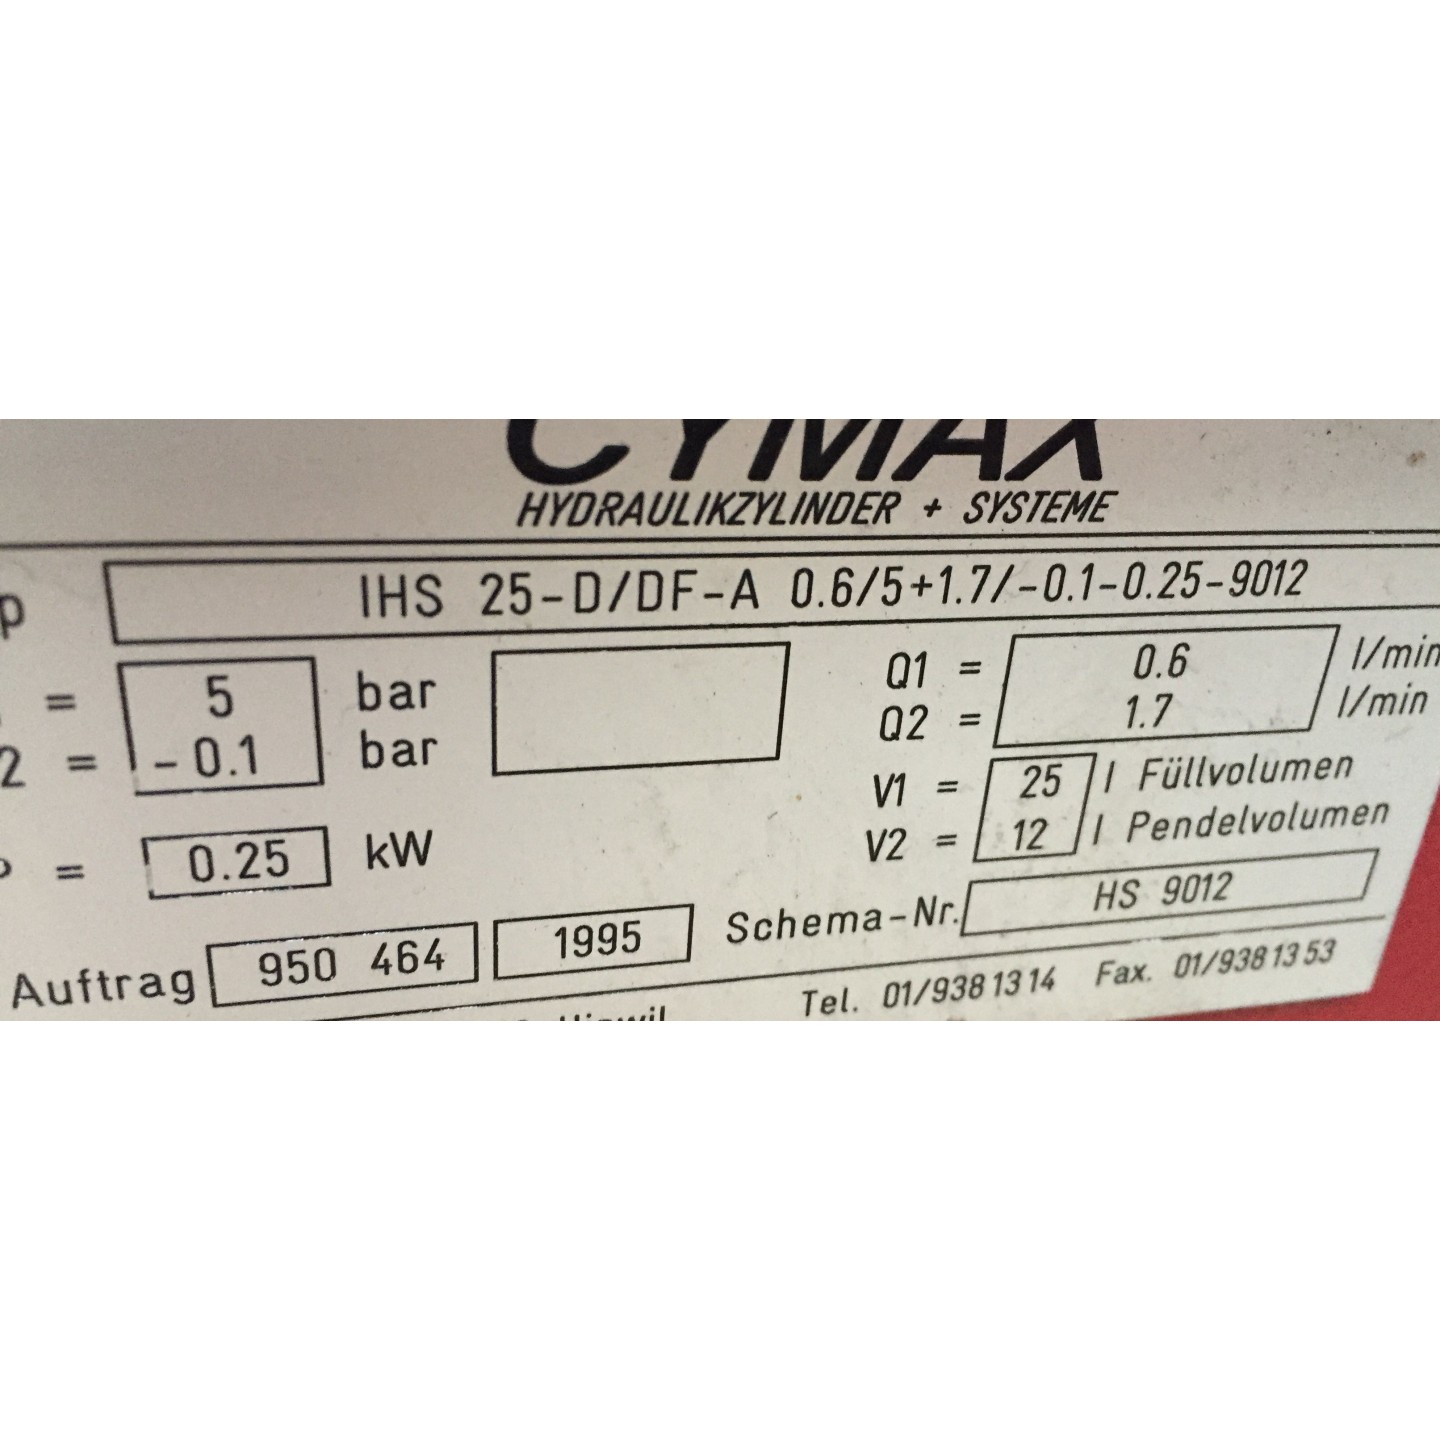 CYMAX
HYDRAULIKZYLINDER + SYSTEME
p IHS 25-D/DF-A 0.6/5+1.7/-0.1-0.25-9012
= 5 bar Q1 = 0.6 l/min
2 = -0.1 bar Q2 = 1.7 l/min
V1 = 25 l Füllvolumen
V2 = 12 l Pendelvolumen
P = 0.25 kW
Schema-Nr. HS 9012
Auftrag 950 464 1995
Hinwil Tel. 01/938 13 14 Fax. 01/938 13 53